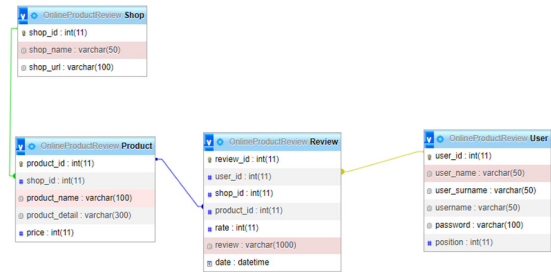 OnlineProductReview Shop
shop_id : int(11)
shop_name : varchar(50)
shop_url : varchar(100)
OnlineProductReview Product
product_id : int(11)
shop_id : int(11)
product_name : varchar(100)
product_detail : varchar(300)
price : int(11)
OnlineProductReview Review
review_id : int(11)
user_id : int(11)
shop_id : int(11)
product_id : int(11)
rate : int(11)
review : varchar(1000)
date : datetime
OnlineProductReview User
user_id : int(11)
user_name : varchar(50)
user_surname : varchar(50)
username : varchar(50)
password : varchar(100)
position : int(11)